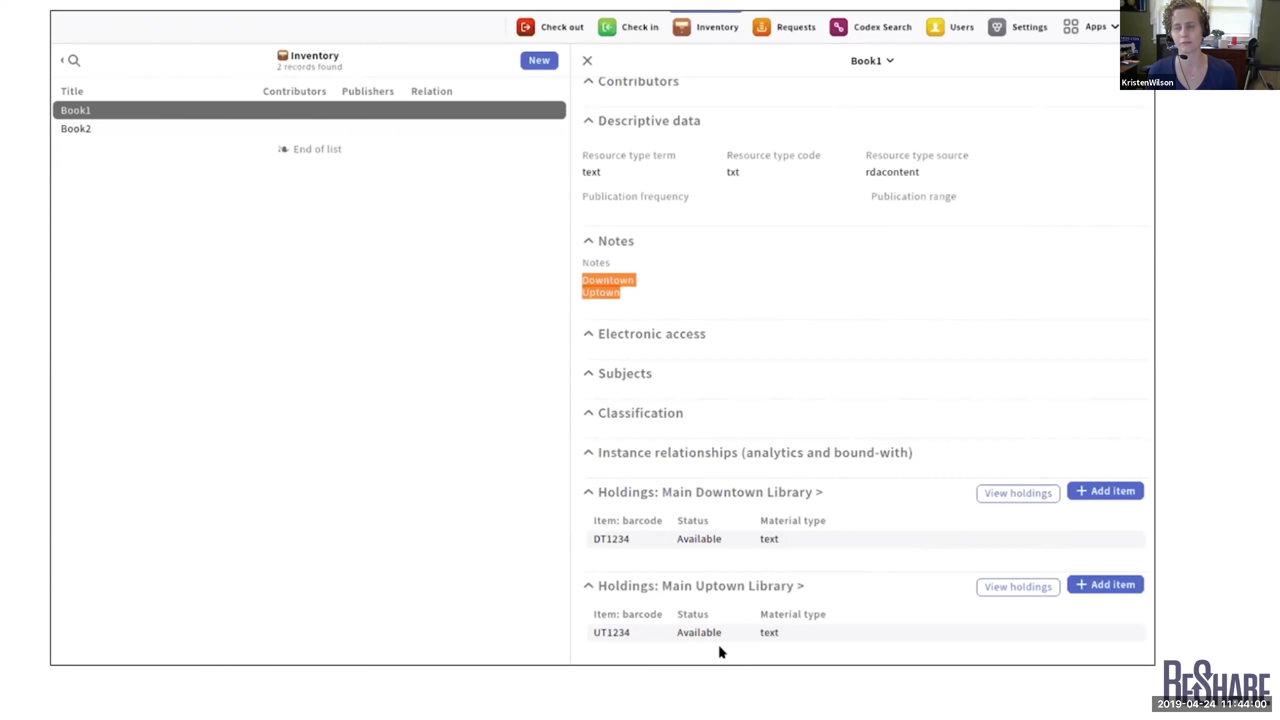 Check out Check in Inventory Requests Codex Search Users Settings Apps
KristenWilson
Inventory
2 records found
New
Book1
Title Contributors Publishers Relation
Book1
Book2
End of list
Contributors
Descriptive data
Resource type term Resource type code Resource type source
text txt rdacontent
Publication frequency Publication range
Notes
Notes
Downtown
Uptown
Electronic access
Subjects
Classification
Instance relationships (analytics and bound-with)
Holdings: Main Downtown Library > View holdings + Add item
Item: barcode Status Material type
DT1234 Available text
Holdings: Main Uptown Library > View holdings + Add item
Item: barcode Status Material type
UT1234 Available text
RESHARE
2019-04-24 11:44:00